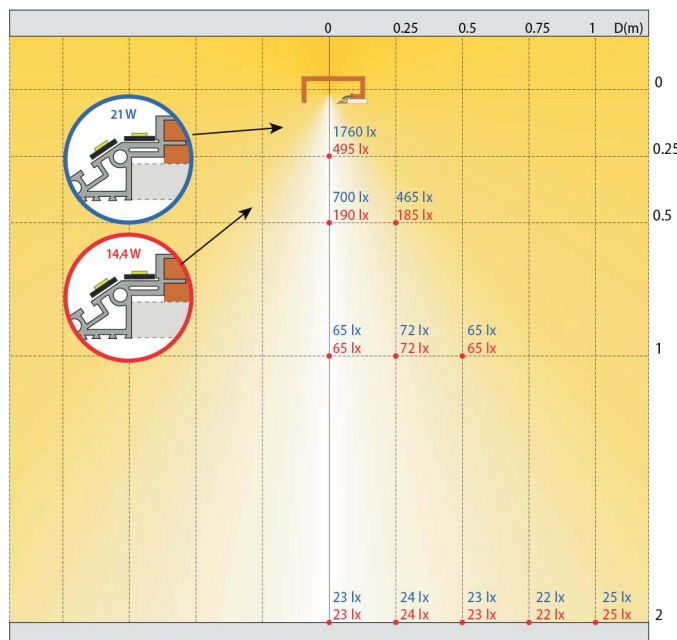 0 0.25 0.5 0.75 1 D(m)
0
21 W
1760 lx
495 lx
0.25
700 lx 465 lx
190 lx 185 lx
0.5
14,4 W
65 lx 72 lx 65 lx
65 lx 72 lx 65 lx
1
23 lx 24 lx 23 lx 22 lx 25 lx
23 lx 24 lx 23 lx 22 lx 25 lx
2